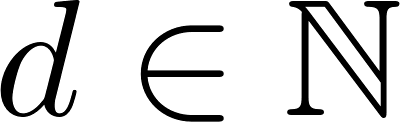 d ∈ ℕ